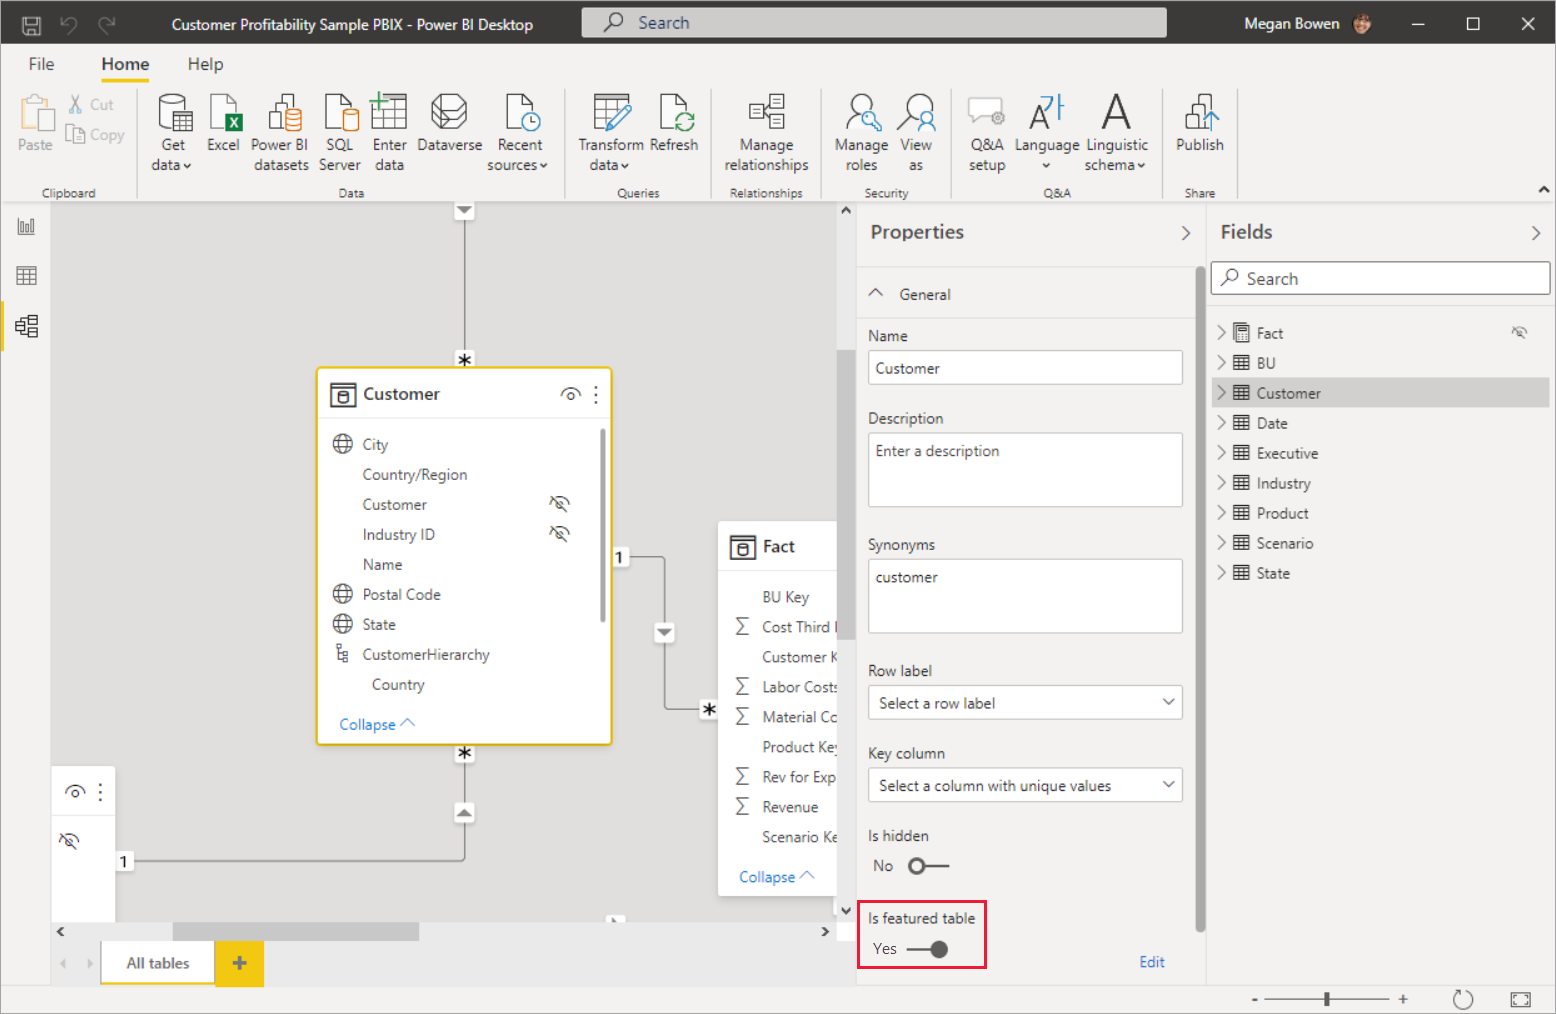 Customer Profitability Sample PBIX - Power BI Desktop
Search
Megan Bowen
File
Home
Help
Paste
Cut
Copy
Clipboard
Get data
Excel
Power BI datasets
SQL Server
Enter data
Dataverse
Recent sources
Data
Transform data
Refresh
Queries
Manage relationships
Relationships
Manage roles
View as
Security
Q&A setup
Language
Linguistic schema
Q&A
Publish
Share
*
Customer
City
Country/Region
Customer
Industry ID
Name
Postal Code
State
CustomerHierarchy
Country
Collapse
*
1
*
1
Fact
BU Key
Cost Third
Customer K
Labor Costs
Material Co
Product Key
Rev for Exp
Revenue
Scenario Ke
Collapse
All tables
+
Properties
General
Name
Customer
Description
Enter a description
Synonyms
customer
Row label
Select a row label
Key column
Select a column with unique values
Is hidden
No
Is featured table
Yes
Edit
Fields
Search
Fact
BU
Customer
Date
Executive
Industry
Product
Scenario
State
- +